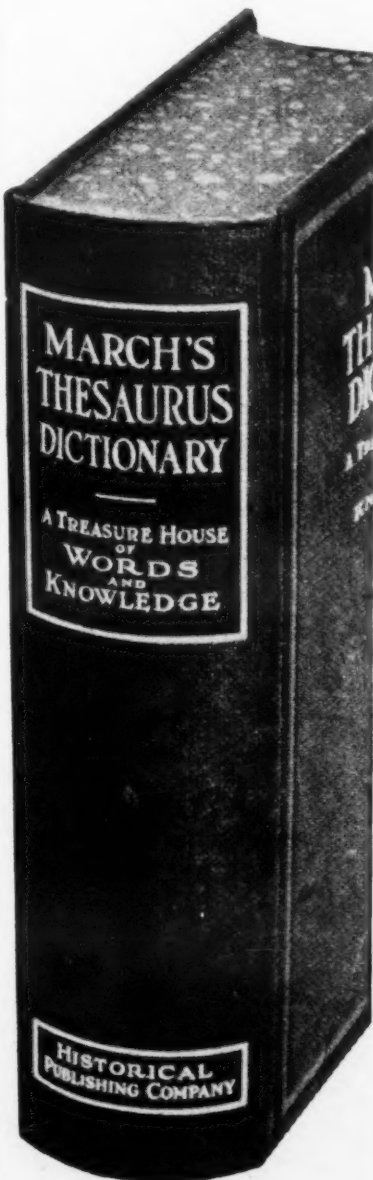 MARCH'S
THESAURUS
DICTIONARY
A TREASURE HOUSE
OF
WORDS
AND
KNOWLEDGE
HISTORICAL
PUBLISHING COMPANY